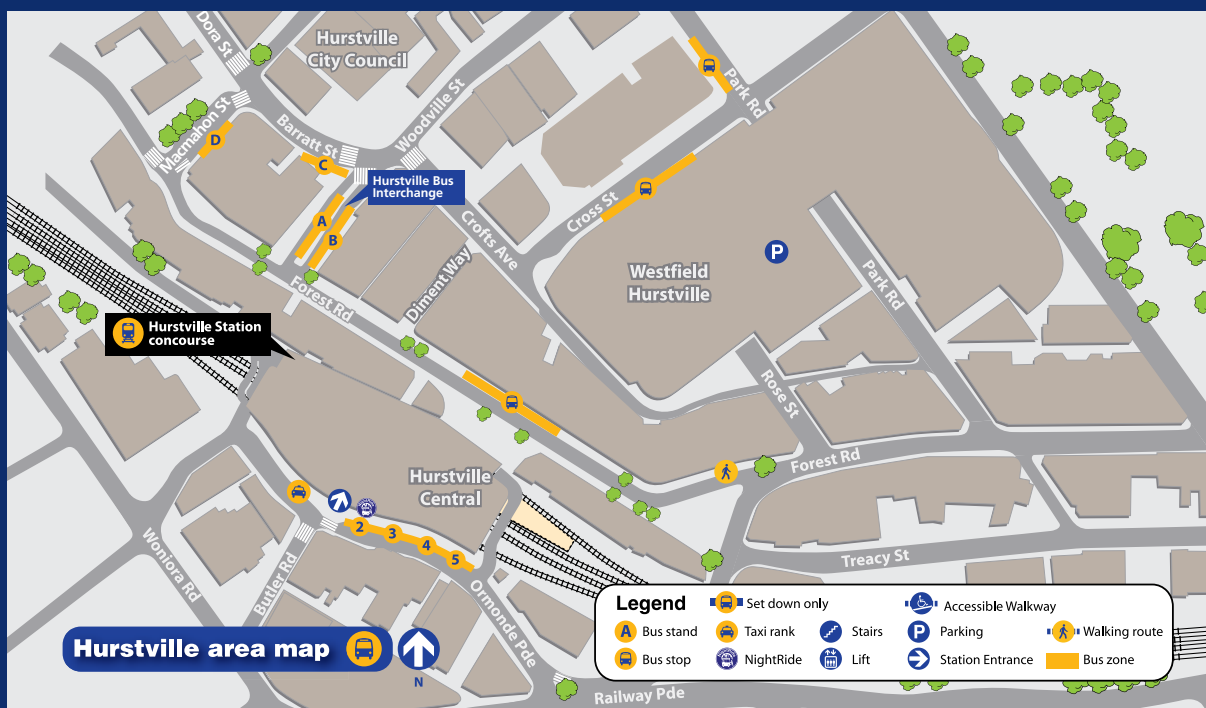 Dora St
Hurstville
City Council
Macmahon St
D
Barratt St
C
Woodville St
Park Rd
Hurstville Bus
Interchange
A
B
Cross St
Crofts Ave
P
Westfield
Hurstville
Diment Way
Park Rd
Forest Rd
Hurstville Station
concourse
Rose St
Forest Rd
Hurstville
Central
2
3
4
5
Woniora Rd
Butler Rd
Ormonde Pde
Treacy St
Railway Pde
Hurstville area map
N
Legend
Set down only
Accessible Walkway
A Bus stand
Taxi rank
Stairs
P Parking
Walking route
Bus stop
NightRide
Lift
Station Entrance
Bus zone